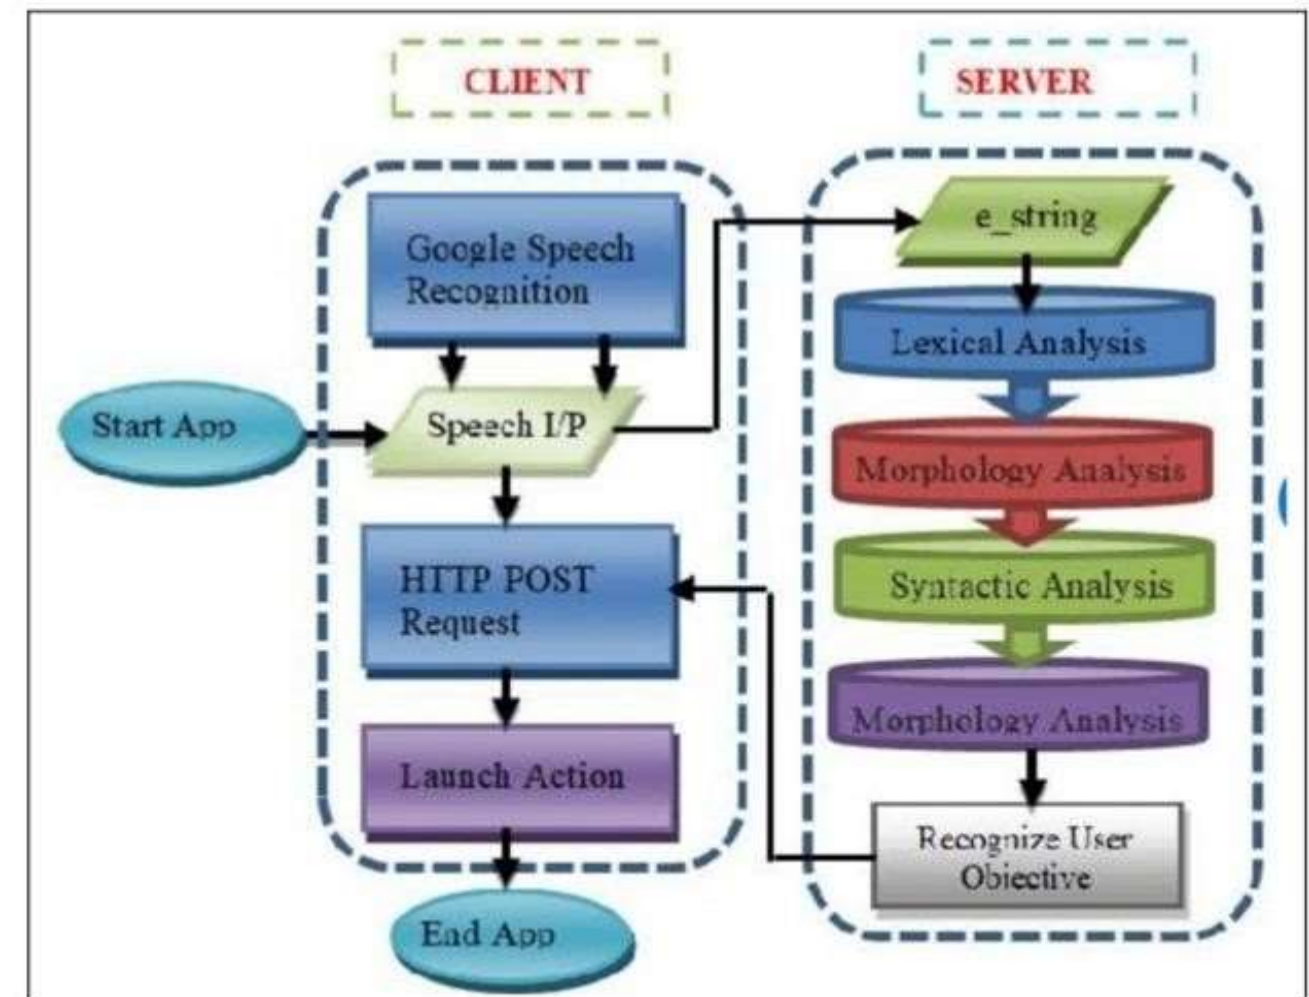 CLIENT
SERVER
Google Speech
Recognition
Start App
Speech I/P
HTTP POST
Request
Launch Action
End App
e_string
Lexical Analysis
Morphology Analysis
Syntactic Analysis
Morphology Analysis
Recognize User
Obiective